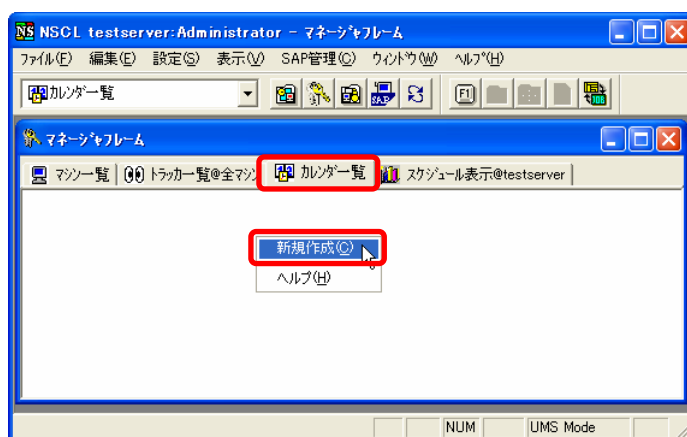 NS NSCL testserver:Administrator - マネージャフレーム
ファイル(F) 編集(E) 設定(S) 表示(V) SAP管理(C) ウィンドウ(W) ヘルプ(H)
カレンダー覧
SAP
F1
マネージャフレーム
マシン一覧 トラッカ一覧@全マシン カレンダ一覧 スケジュール表示@testserver
新規作成(C)
ヘルプ(H)
NUM UMS Mode